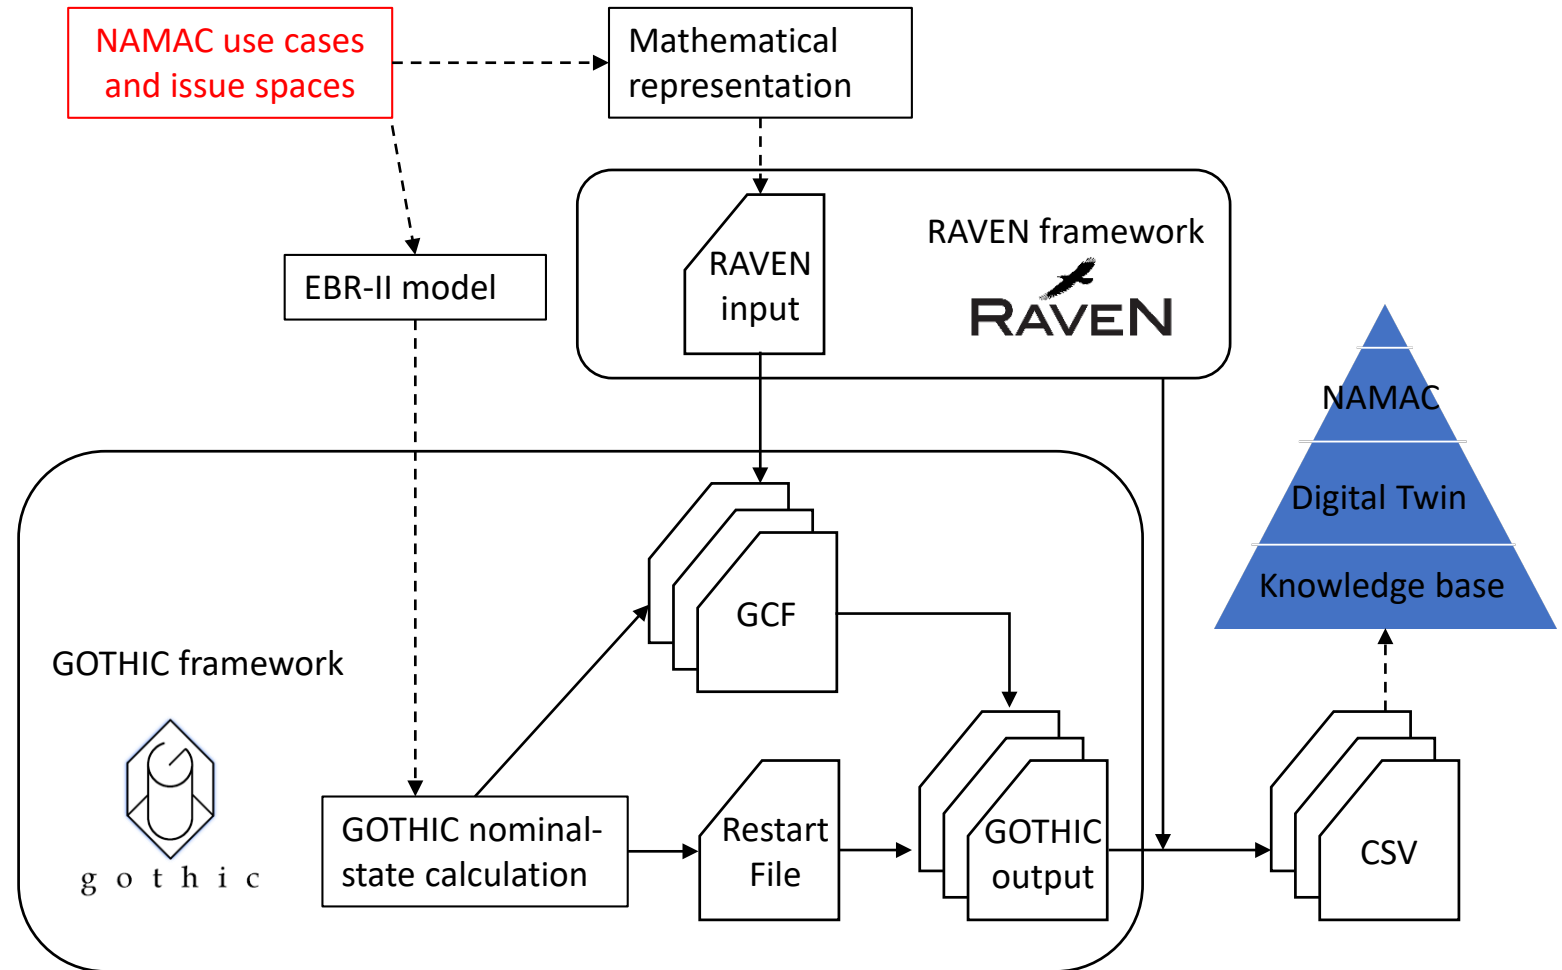 NAMAC use cases
and issue spaces
Mathematical
representation
RAVEN framework
RAVEN
RAVEN
input
EBR-II model
NAMAC
Digital Twin
Knowledge base
GCF
GOTHIC framework
gothic
GOTHIC nominal-
state calculation
Restart
File
GOTHIC
output
CSV